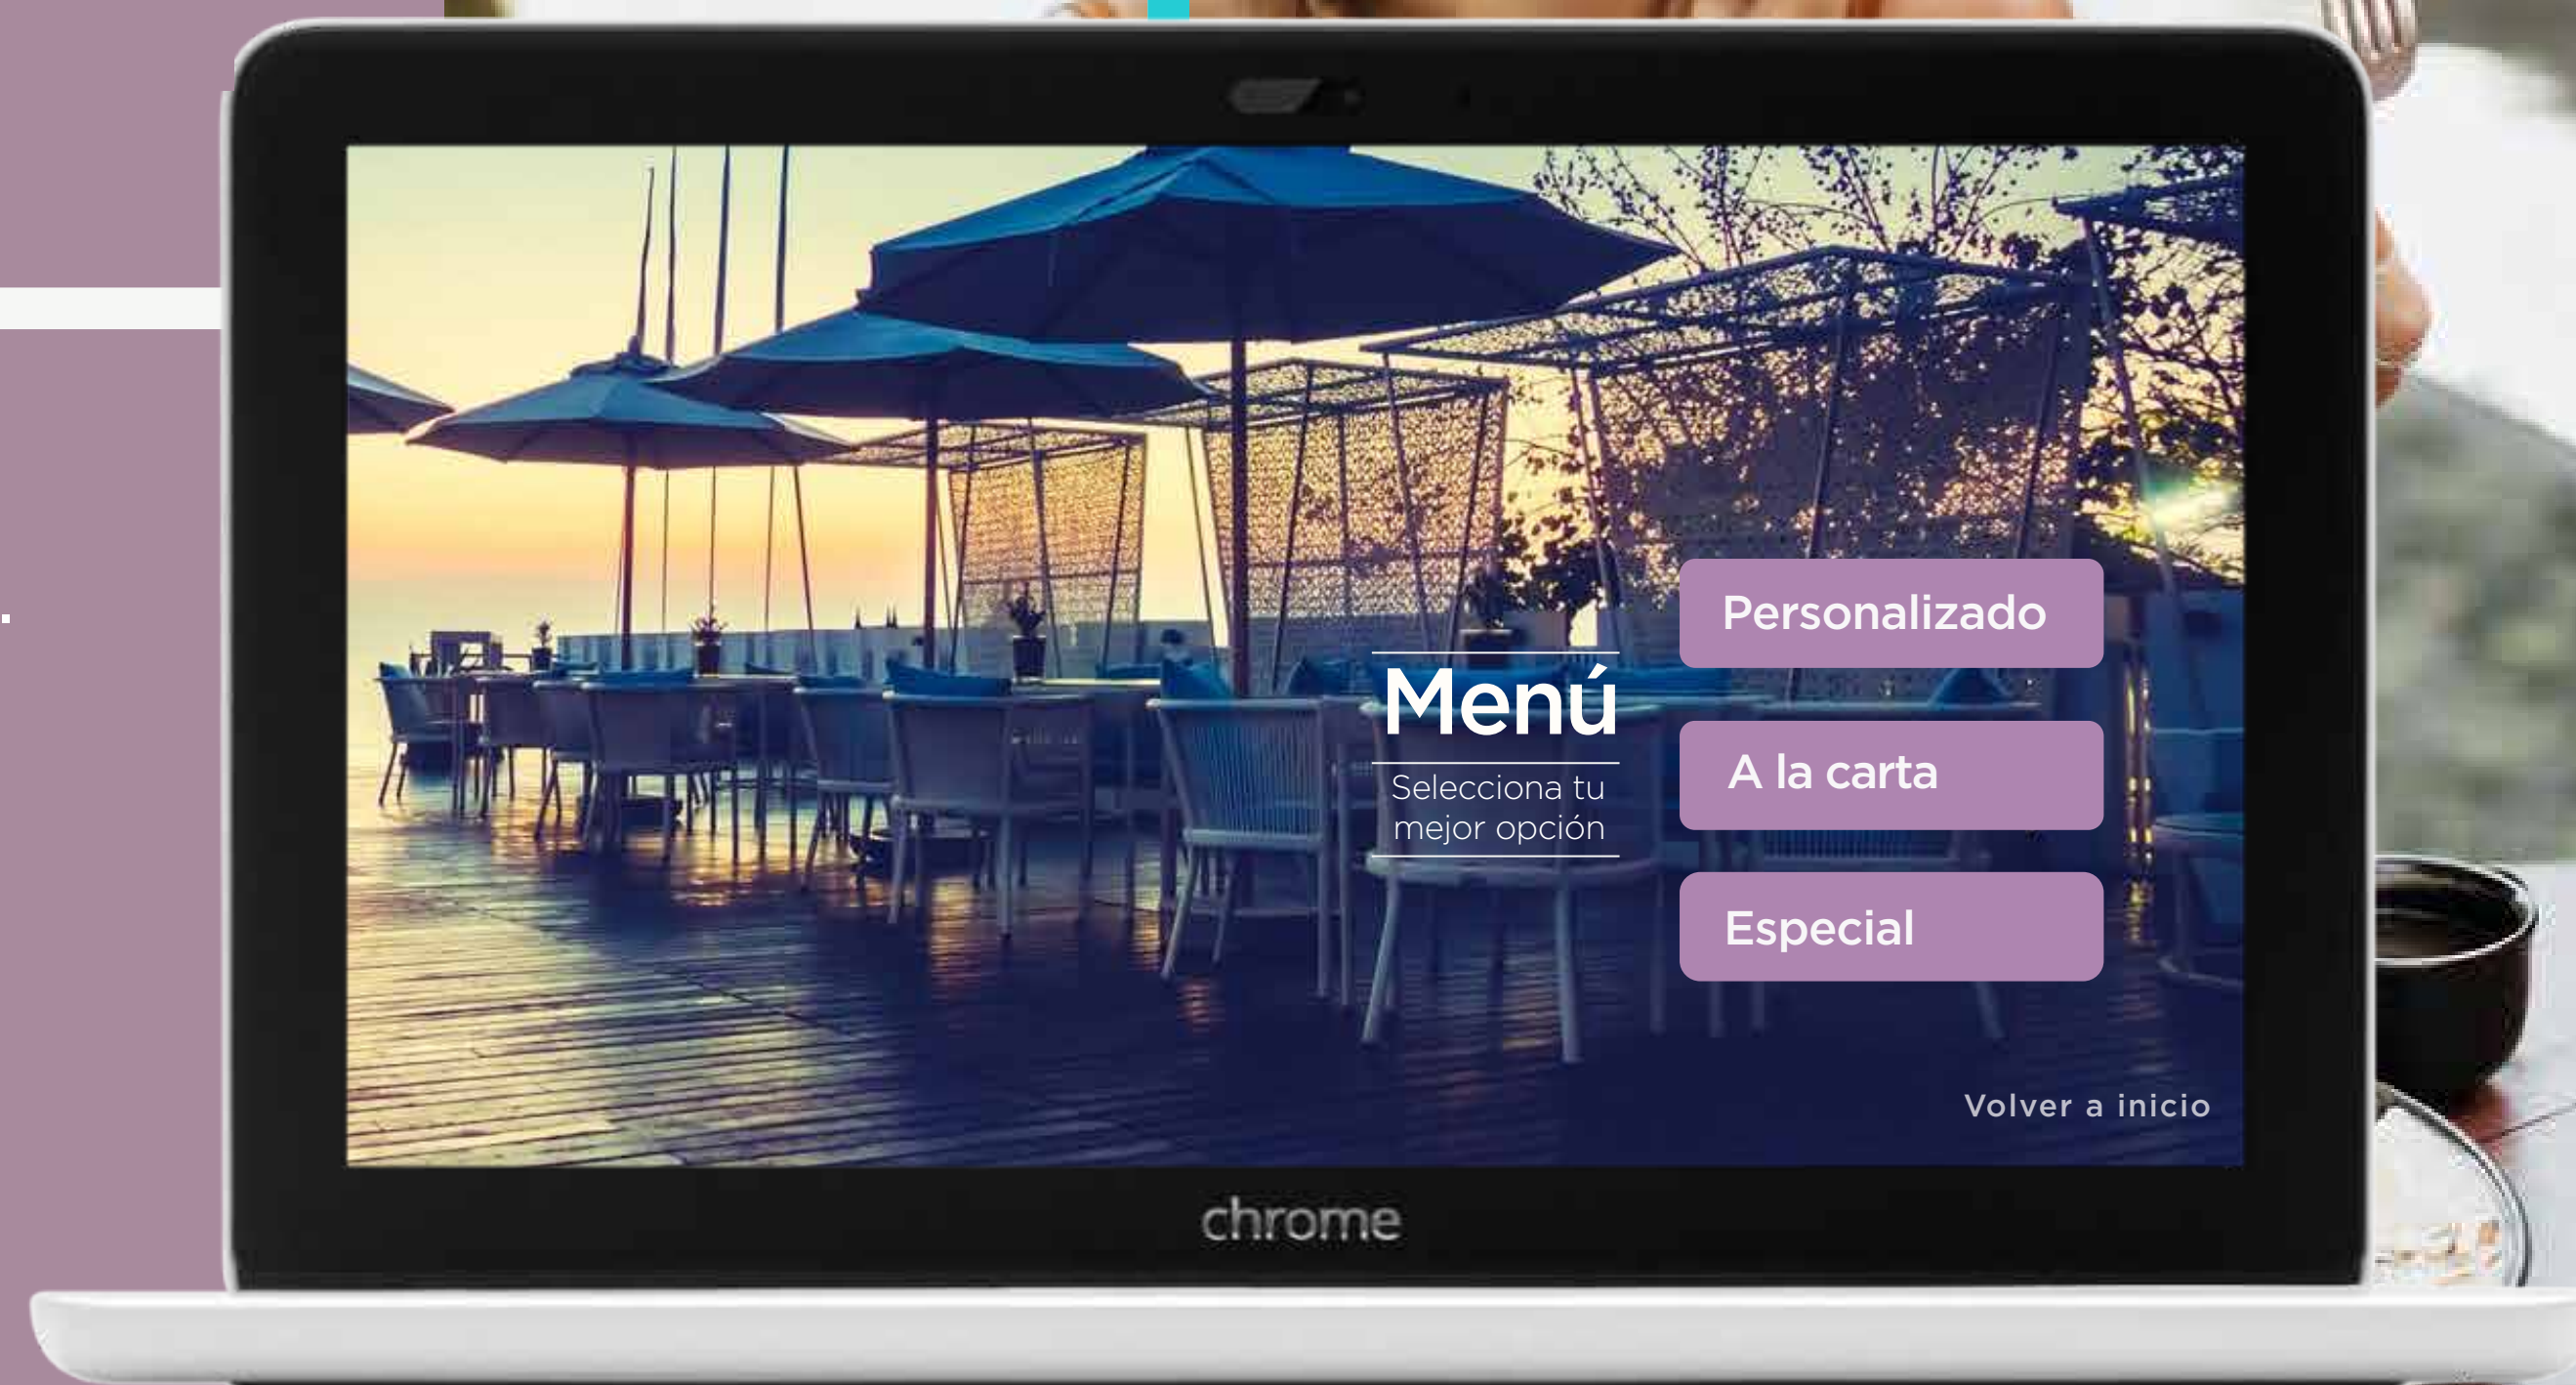 Menú
Selecciona tu
mejor opción
Personalizado
A la carta
Especial
Volver a inicio
chrome